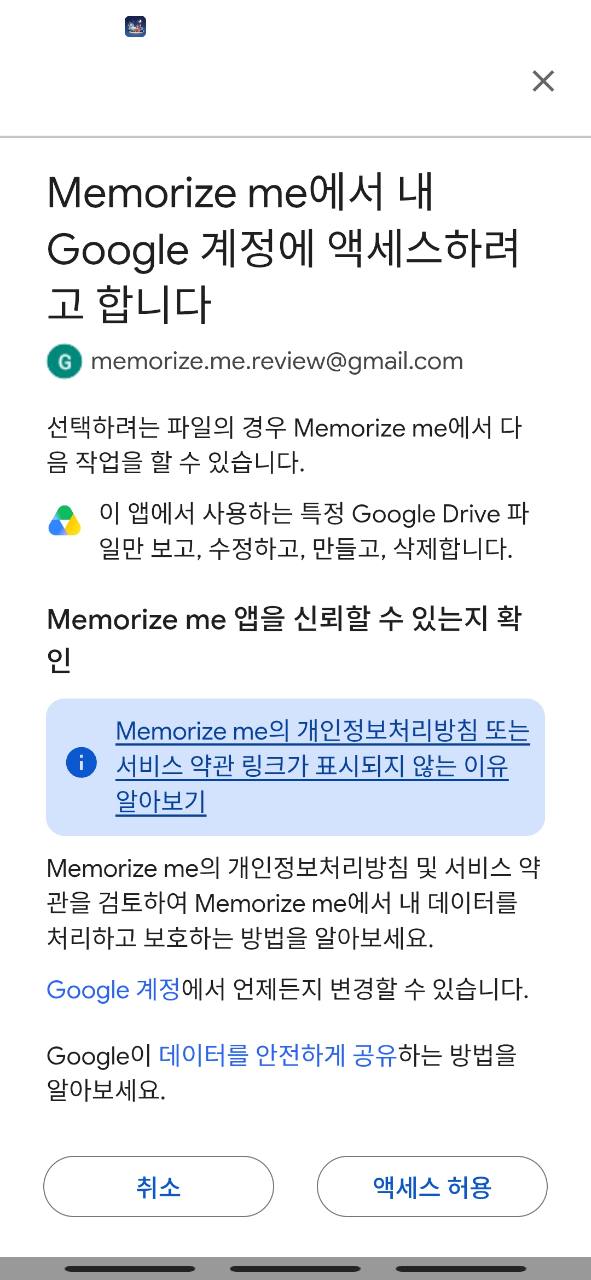 Memorize me에서 내
Google 계정에 액세스하려
고 합니다
G memorize.me.review@gmail.com
선택하려는 파일의 경우 Memorize me에서 다
음 작업을 할 수 있습니다.
이 앱에서 사용하는 특정 Google Drive 파
일만 보고, 수정하고, 만들고, 삭제합니다.
Memorize me 앱을 신뢰할 수 있는지 확
인
Memorize me의 개인정보처리방침 또는
서비스 약관 링크가 표시되지 않는 이유
알아보기
Memorize me의 개인정보처리방침 및 서비스 약
관을 검토하여 Memorize me에서 내 데이터를
처리하고 보호하는 방법을 알아보세요.
Google 계정에서 언제든지 변경할 수 있습니다.
Google이 데이터를 안전하게 공유하는 방법을
알아보세요.
취소
액세스 허용